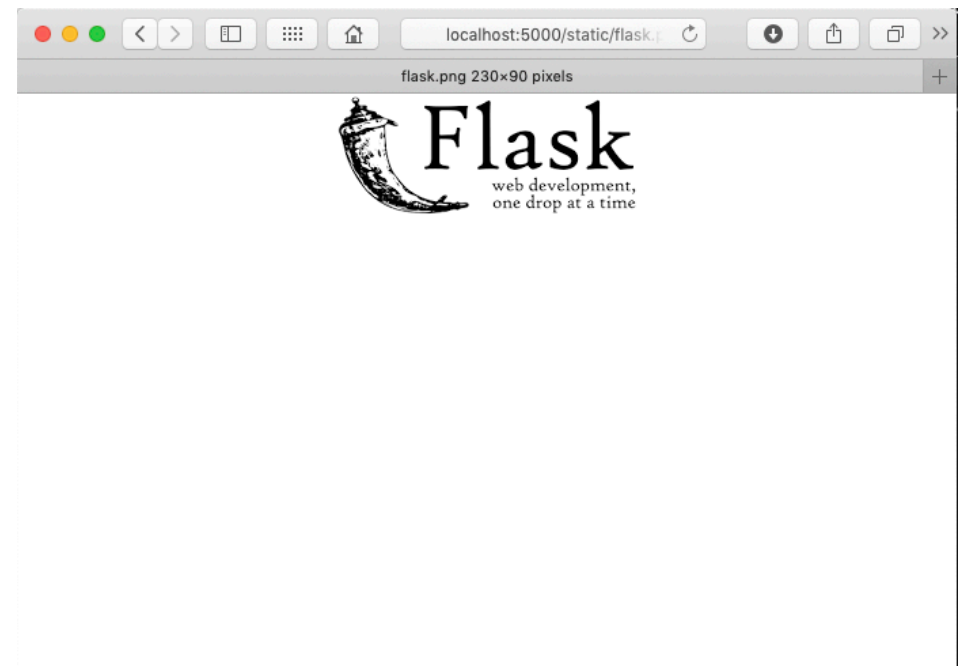 localhost:5000/static/flask.p
flask.png 230×90 pixels
Flask
web development,
one drop at a time